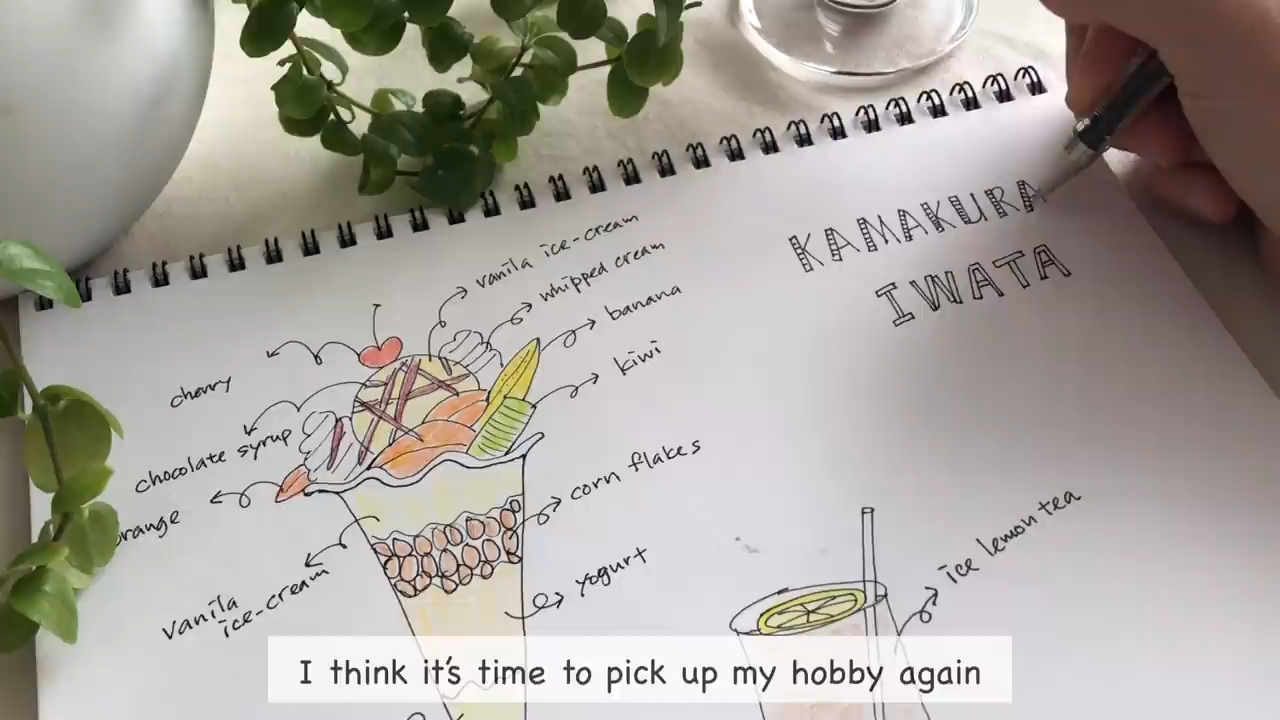 KAMAKURA
IWATA
vanila ice-cream
whipped cream
banana
kiwi
cherry
chocolate syrup
orange
corn flakes
vanila
ice-cream
yogurt
ice lemon tea
I think it's time to pick up my hobby again